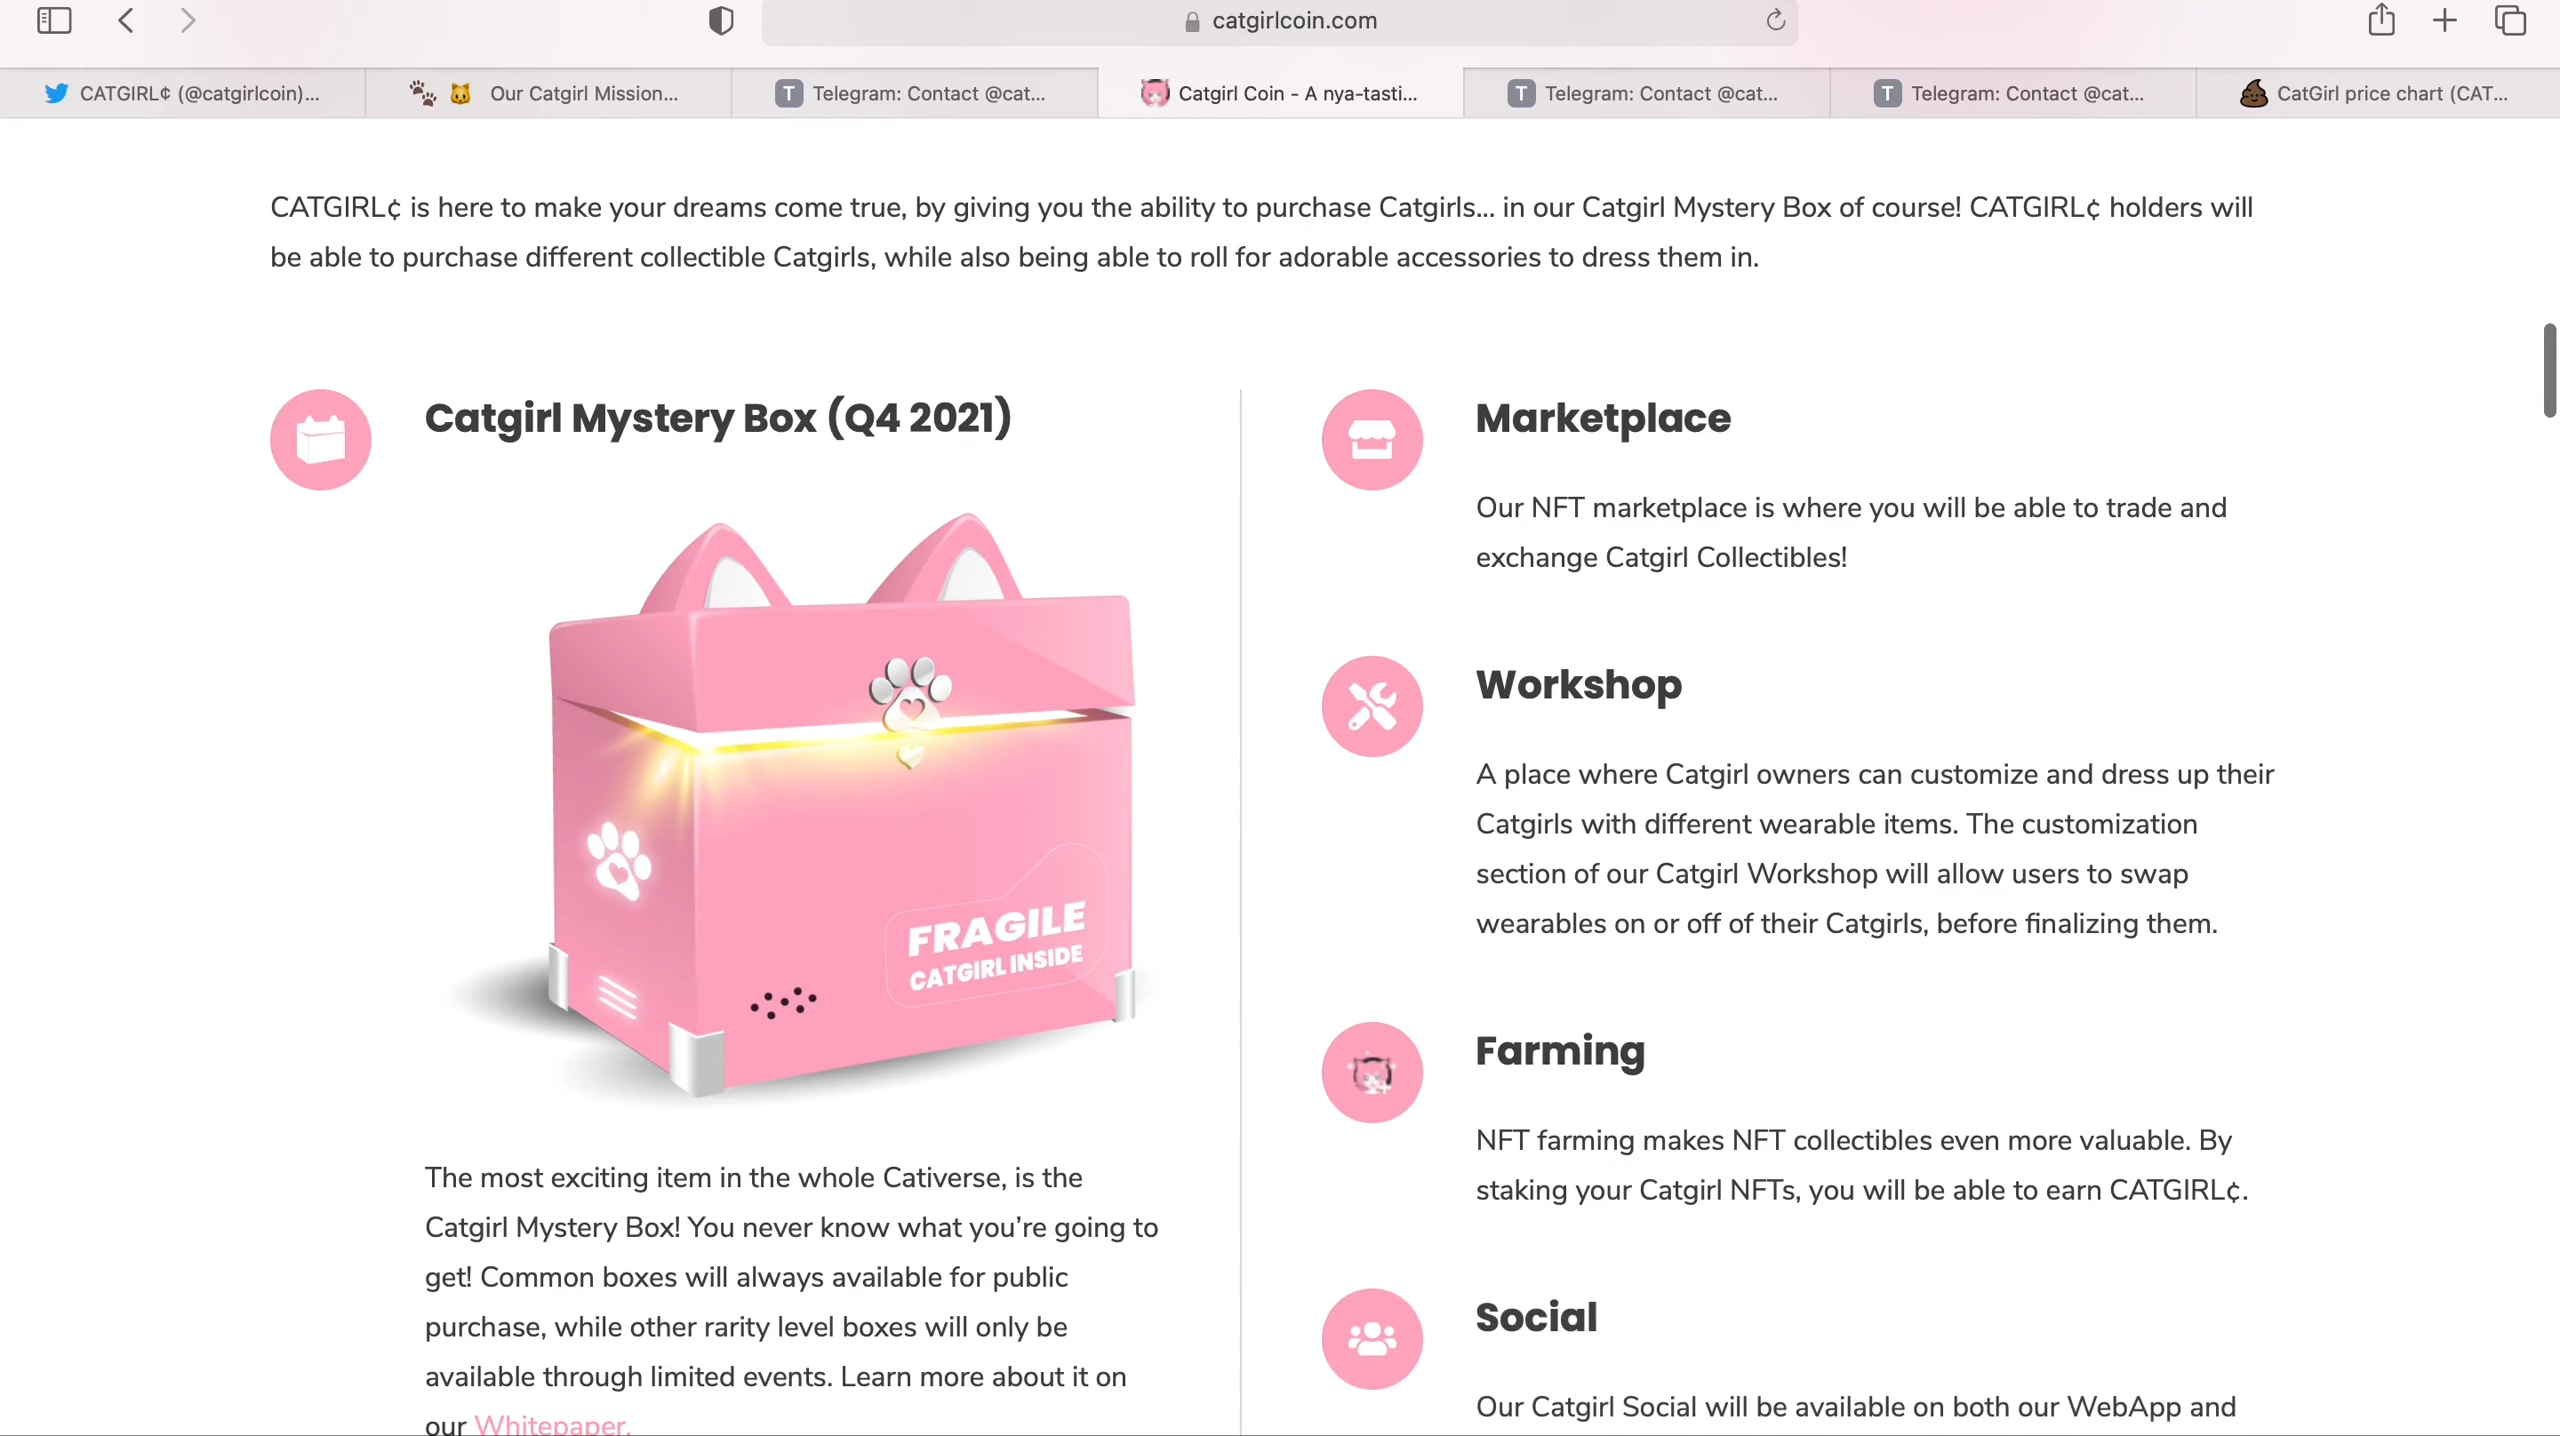 catgirlcoin.com
CATGIRL¢ (@catgirlcoin)...
Our Catgirl Mission...
T Telegram: Contact @cat...
Catgirl Coin - A nya-tasti...
T Telegram: Contact @cat...
T Telegram: Contact @cat...
CatGirl price chart (CAT...
CATGIRL¢ is here to make your dreams come true, by giving you the ability to purchase Catgirls... in our Catgirl Mystery Box of course! CATGIRL¢ holders will
be able to purchase different collectible Catgirls, while also being able to roll for adorable accessories to dress them in.
Catgirl Mystery Box (Q4 2021)
FRAGILE
CATGIRL INSIDE
The most exciting item in the whole Cativerse, is the
Catgirl Mystery Box! You never know what you’re going to
get! Common boxes will always available for public
purchase, while other rarity level boxes will only be
available through limited events. Learn more about it on
our Whitepaper.
Marketplace
Our NFT marketplace is where you will be able to trade and
exchange Catgirl Collectibles!
Workshop
A place where Catgirl owners can customize and dress up their
Catgirls with different wearable items. The customization
section of our Catgirl Workshop will allow users to swap
wearables on or off of their Catgirls, before finalizing them.
Farming
NFT farming makes NFT collectibles even more valuable. By
staking your Catgirl NFTs, you will be able to earn CATGIRL¢.
Social
Our Catgirl Social will be available on both our WebApp and